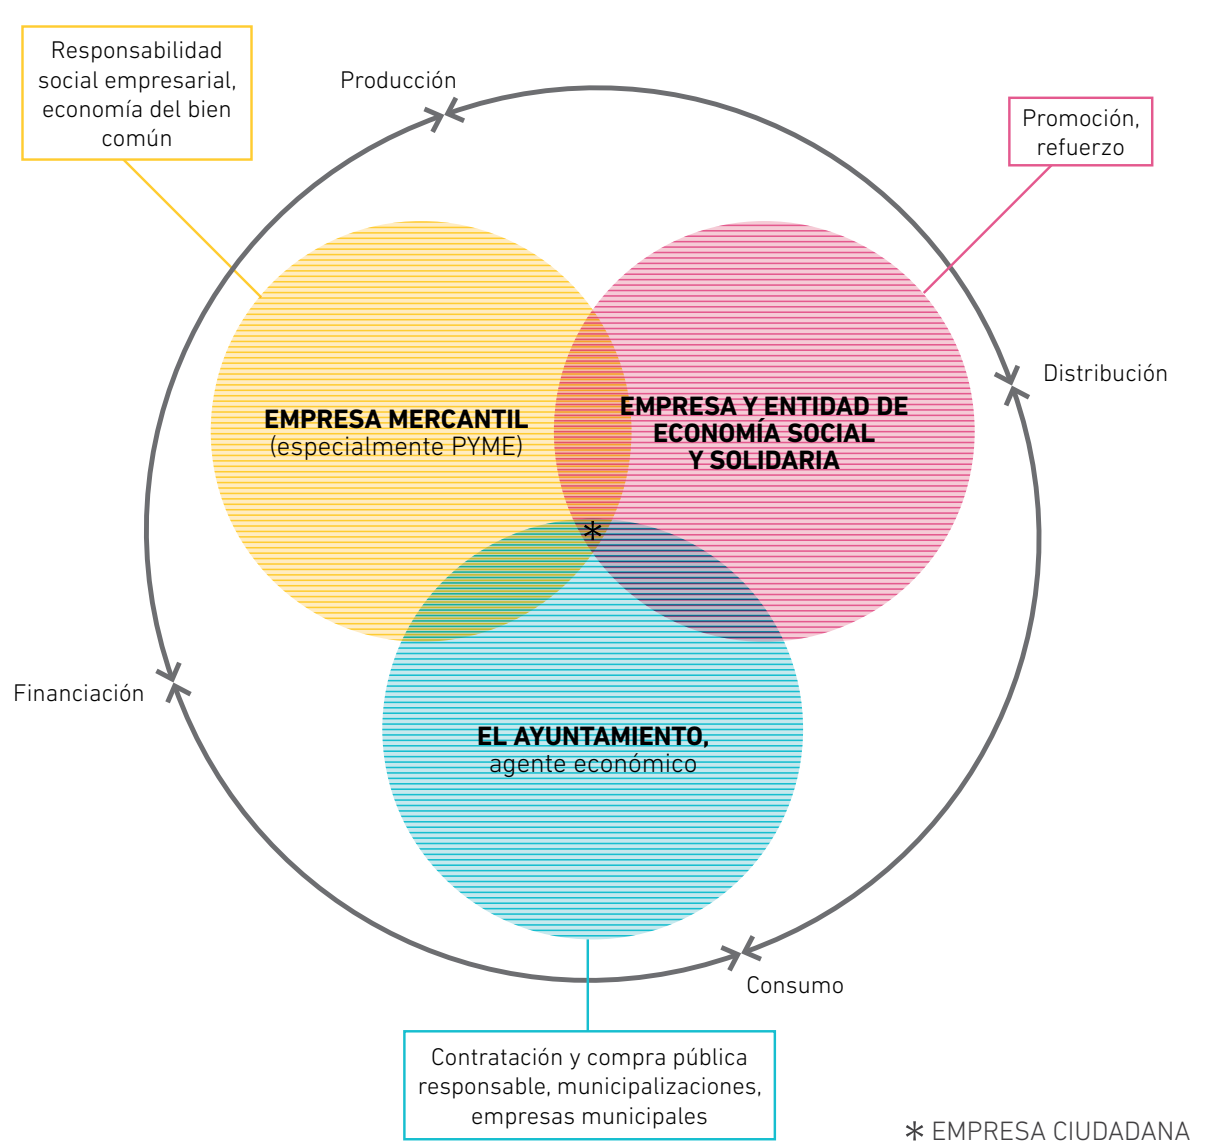 Responsabilidad
social empresarial,
economía del bien
común
Producción
Promoción,
refuerzo
Distribución
EMPRESA MERCANTIL
(especialmente PYME)
EMPRESA Y ENTIDAD DE
ECONOMÍA SOCIAL
Y SOLIDARIA
*
Financiación
EL AYUNTAMIENTO,
agente económico
Consumo
Contratación y compra pública
responsable, municipalizaciones,
empresas municipales
* EMPRESA CIUDADANA